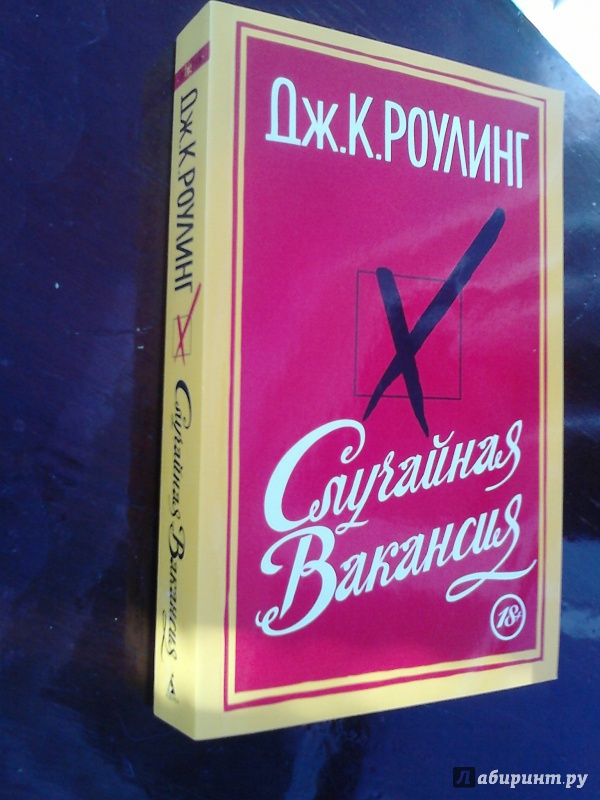 Дж.К.РОУЛИНГ
Случайная
Вакансия
18+
Дж.К.РОУЛИНГ
Случайная Вакансия
Лабиринт.ру